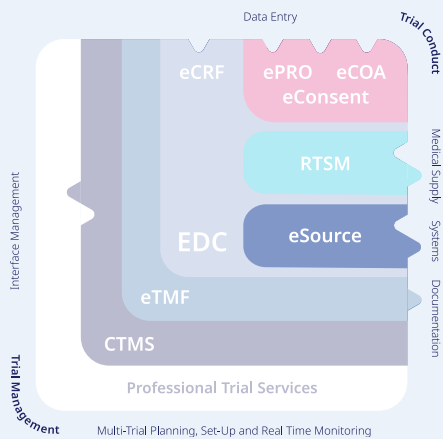 Data Entry
Trial Conduct
eCRF
ePRO eCOA
eConsent
RTSM
Medical Supply
eSource
Systems
EDC
Interface Management
eTMF
Documentation
CTMS
Professional Trial Services
Trial Management
Multi-Trial Planning, Set-Up and Real Time Monitoring